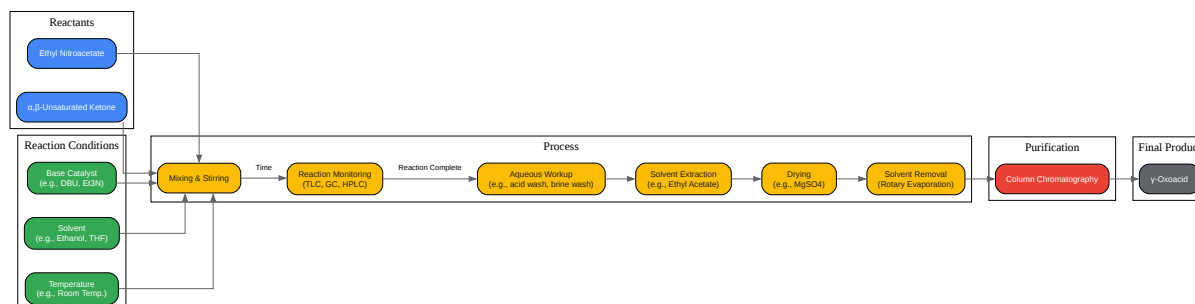 Reactants
Ethyl Nitroacetate
α,β-Unsaturated Ketone
Reaction Conditions
Base Catalyst
(e.g., DBU, Et3N)
Solvent
(e.g., Ethanol, THF)
Temperature
(e.g., Room Temp.)
Process
Mixing & Stirring
Time
Reaction Monitoring
(TLC, GC, HPLC)
Reaction Complete
Aqueous Workup
(e.g., acid wash, brine wash)
Solvent Extraction
(e.g., Ethyl Acetate)
Drying
(e.g., MgSO4)
Solvent Removal
(Rotary Evaporation)
Purification
Column Chromatography
Final Produc
γ-Oxoacid